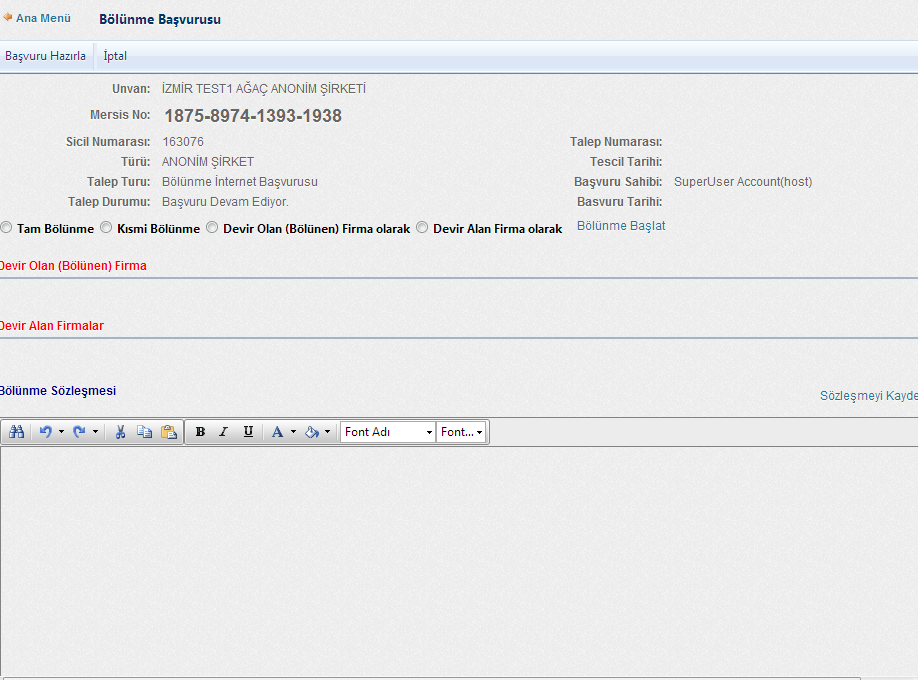 Ana Menü Bölünme Başvurusu
Başvuru Hazırla İptal
Unvan: İZMİR TEST1 AĞAÇ ANONİM ŞİRKETİ
Mersis No: 1875-8974-1393-1938
Sicil Numarası: 163076 Talep Numarası:
Türü: ANONİM ŞİRKET Tescil Tarihi:
Talep Turu: Bölünme İnternet Başvurusu Başvuru Sahibi: SuperUser Account(host)
Talep Durumu: Başvuru Devam Ediyor. Basvuru Tarihi:
Tam Bölünme Kısmi Bölünme Devir Olan (Bölünen) Firma olarak Devir Alan Firma olarak Bölünme Başlat
Devir Olan (Bölünen) Firma
Devir Alan Firmalar
Bölünme Sözleşmesi
Sözleşmeyi Kayde
B I U A Font Adı Font...